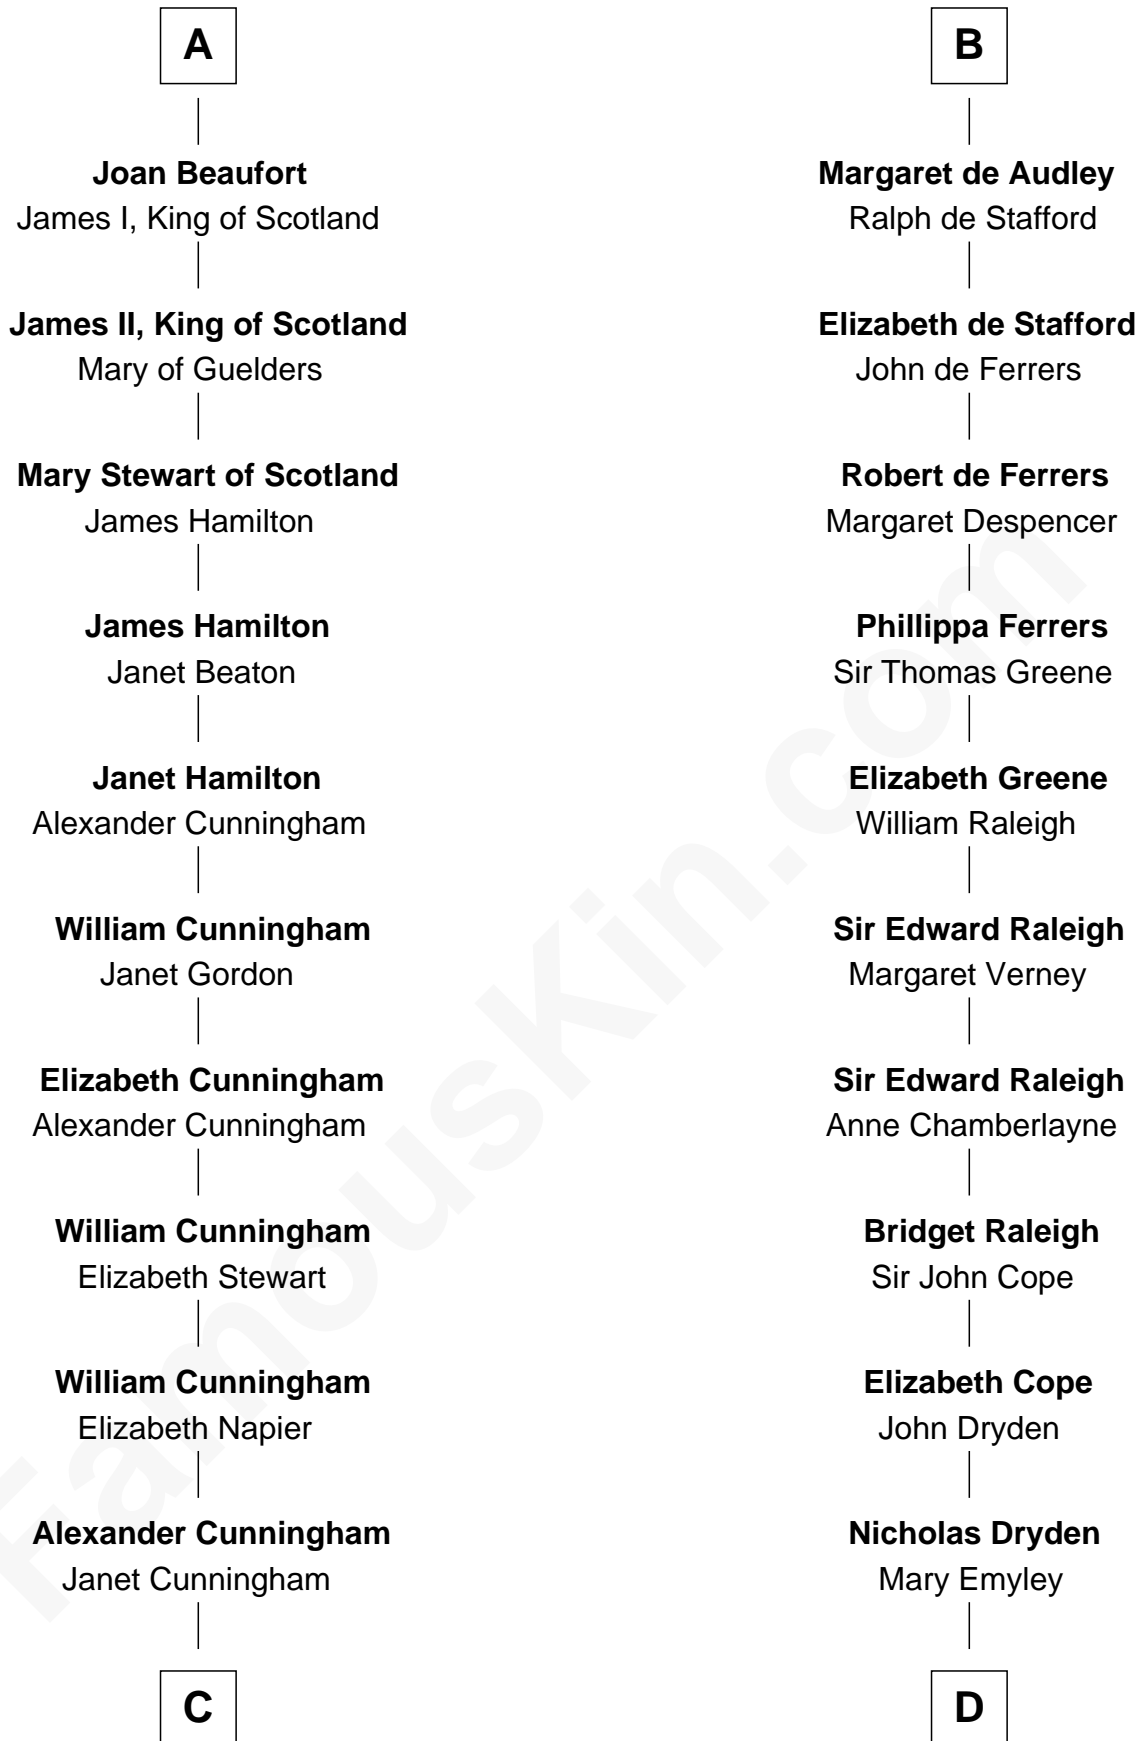 A
Joan Beaufort
James I, King of Scotland
James II, King of Scotland
Mary of Guelders
Mary Stewart of Scotland
James Hamilton
James Hamilton
Janet Beaton
Janet Hamilton
Alexander Cunningham
William Cunningham
Janet Gordon
Elizabeth Cunningham
Alexander Cunningham
William Cunningham
Elizabeth Stewart
William Cunningham
Elizabeth Napier
Alexander Cunningham
Janet Cunningham
C
B
Margaret de Audley
Ralph de Stafford
Elizabeth de Stafford
John de Ferrers
Robert de Ferrers
Margaret Despencer
Phillippa Ferrers
Sir Thomas Greene
Elizabeth Greene
William Raleigh
Sir Edward Raleigh
Margaret Verney
Sir Edward Raleigh
Anne Chamberlayne
Bridget Raleigh
Sir John Cope
Elizabeth Cope
John Dryden
Nicholas Dryden
Mary Emyley
D
FamousKin.com